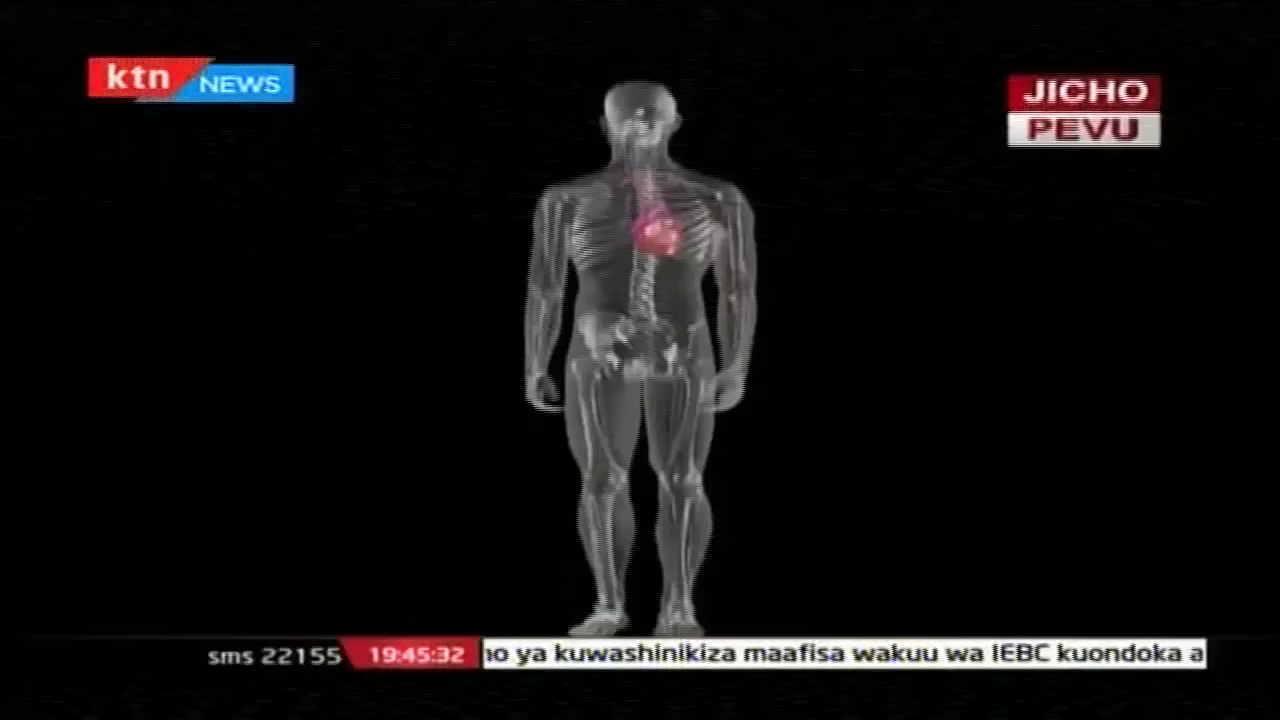 ktn NEWS
JICHO
PEVU
sms 22155
19:45:32
ya kuwashinikiza maafisa wakuu wa IEBC kuondoka a